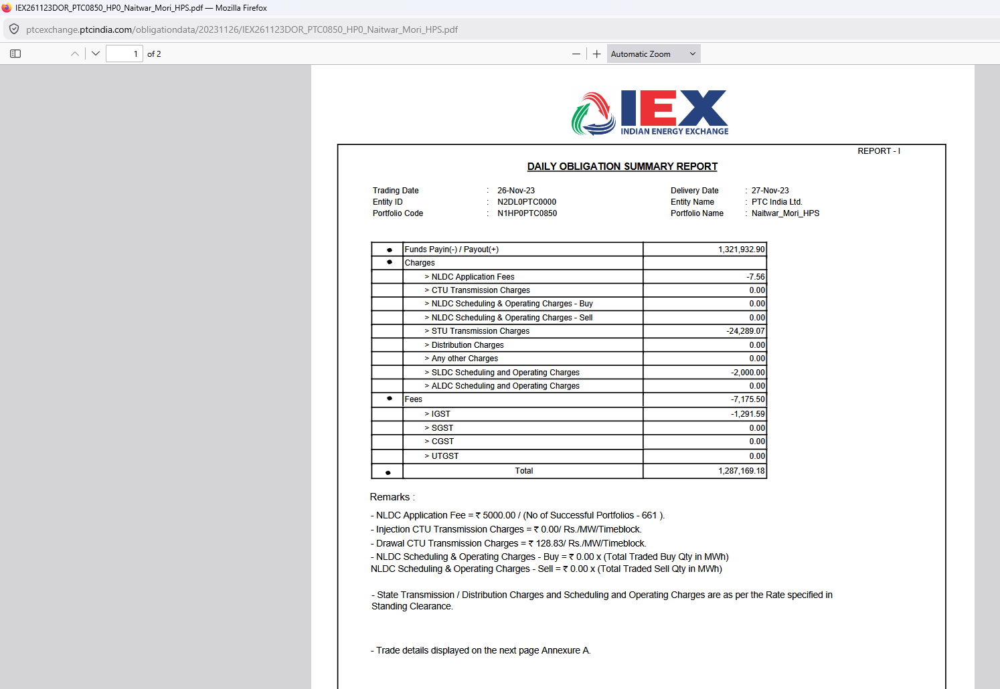 IEX261123DOR_PTC0850_HP0_Naitwar_Mori_HPS.pdf — Mozilla Firefox
ptcexchange.ptcindia.com/obligationdata/20231126/IEX261123DOR_PTC0850_HP0_Naitwar_Mori_HPS.pdf
1 of 2 Automatic Zoom
IEX
INDIAN ENERGY EXCHANGE
REPORT - I
DAILY OBLIGATION SUMMARY REPORT
Trading Date : 26-Nov-23 Delivery Date : 27-Nov-23
Entity ID : N2DL0PTC0000 Entity Name : PTC India Ltd.
Portfolio Code : N1HP0PTC0850 Portfolio Name : Naitwar_Mori_HPS
Funds Payin(-) / Payout(+) 1,321,932.90
Charges
> NLDC Application Fees -7.56
> CTU Transmission Charges 0.00
> NLDC Scheduling & Operating Charges - Buy 0.00
> NLDC Scheduling & Operating Charges - Sell 0.00
> STU Transmission Charges -24,289.07
> Distribution Charges 0.00
> Any other Charges 0.00
> SLDC Scheduling and Operating Charges -2,000.00
> ALDC Scheduling and Operating Charges 0.00
Fees -7,175.50
> IGST -1,291.59
> SGST 0.00
> CGST 0.00
> UTGST 0.00
Total 1,287,169.18
Remarks :
- NLDC Application Fee = ₹ 5000.00 / (No of Successful Portfolios - 661 ).
- Injection CTU Transmission Charges = ₹ 0.00/ Rs./MW/Timeblock.
- Drawal CTU Transmission Charges = ₹ 128.83/ Rs./MW/Timeblock.
- NLDC Scheduling & Operating Charges - Buy = ₹ 0.00 x (Total Traded Buy Qty in MWh)
NLDC Scheduling & Operating Charges - Sell = ₹ 0.00 x (Total Traded Sell Qty in MWh)
- State Transmission / Distribution Charges and Scheduling and Operating Charges are as per the Rate specified in
Standing Clearance.
- Trade details displayed on the next page Annexure A.